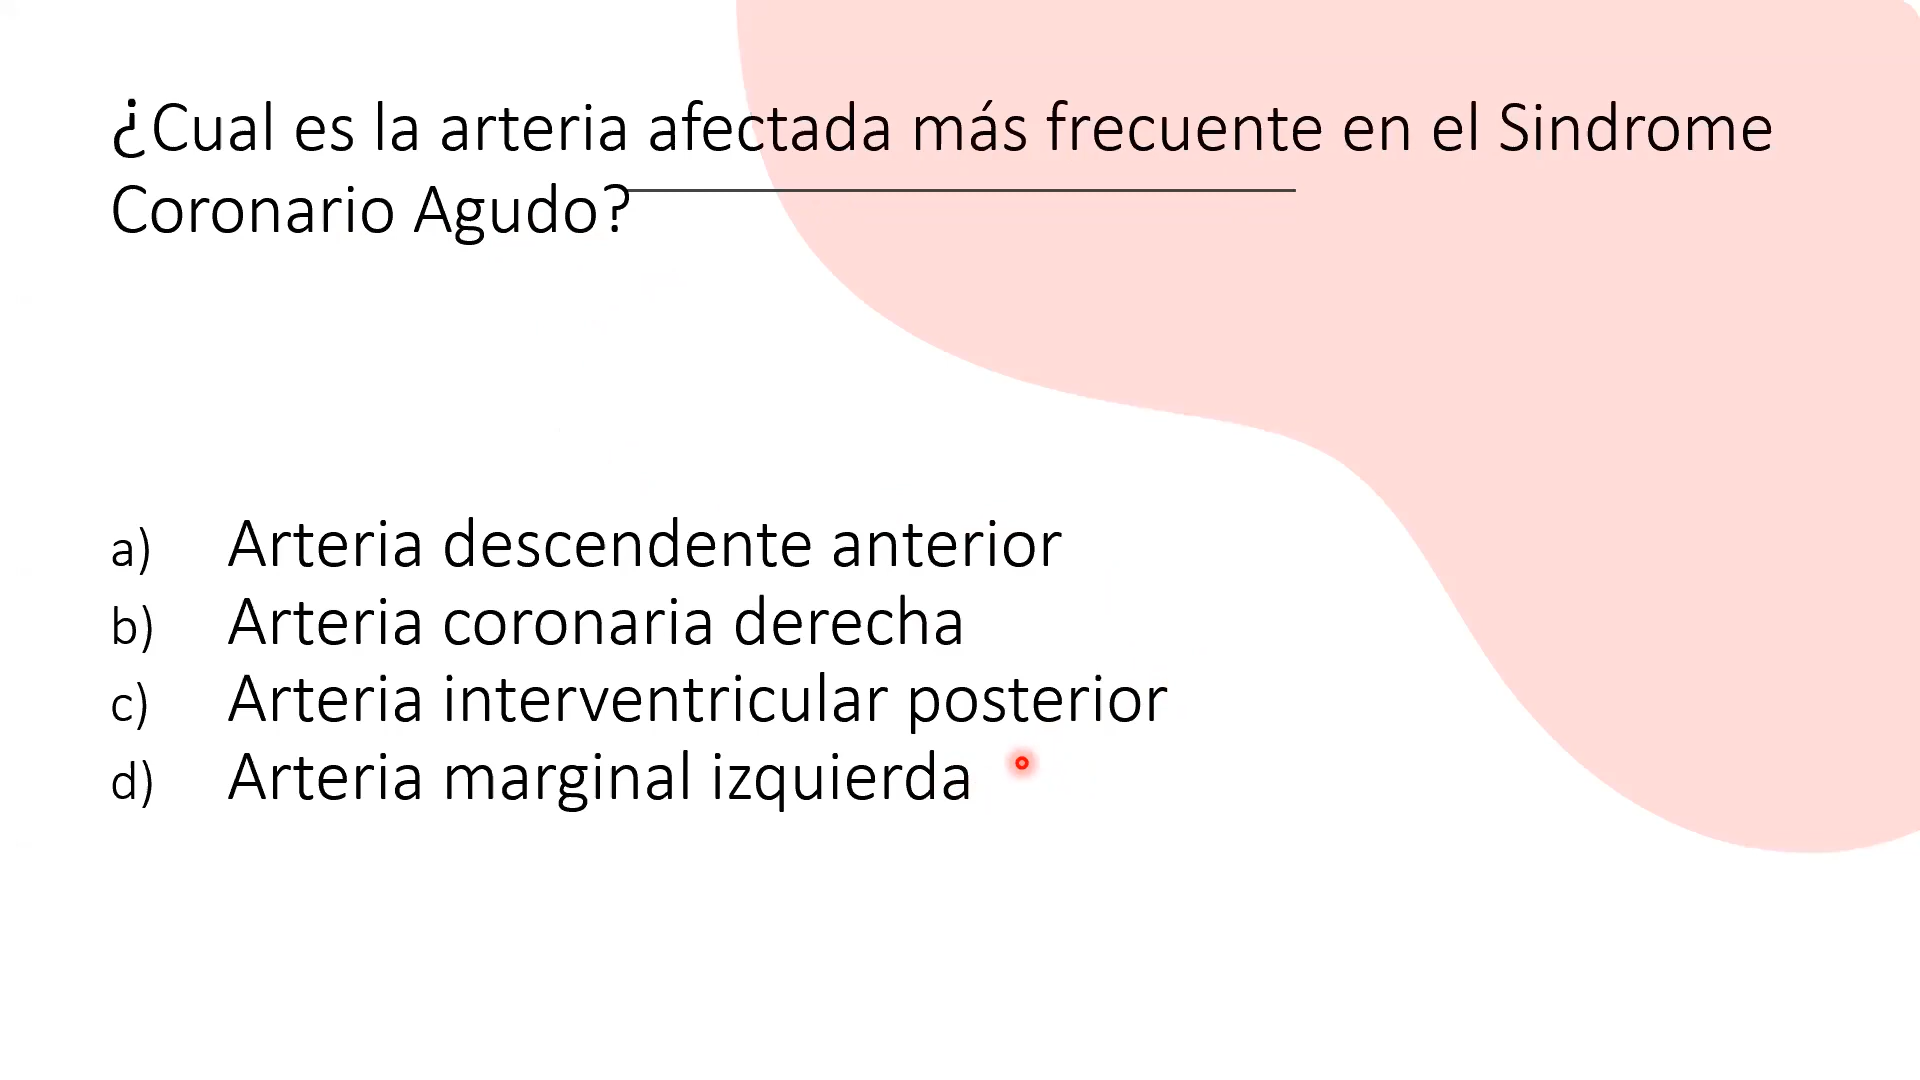 ¿Cual es la arteria afectada más frecuente en el Sindrome
Coronario Agudo?
a) Arteria descendente anterior
b) Arteria coronaria derecha
c) Arteria interventricular posterior
d) Arteria marginal izquierda